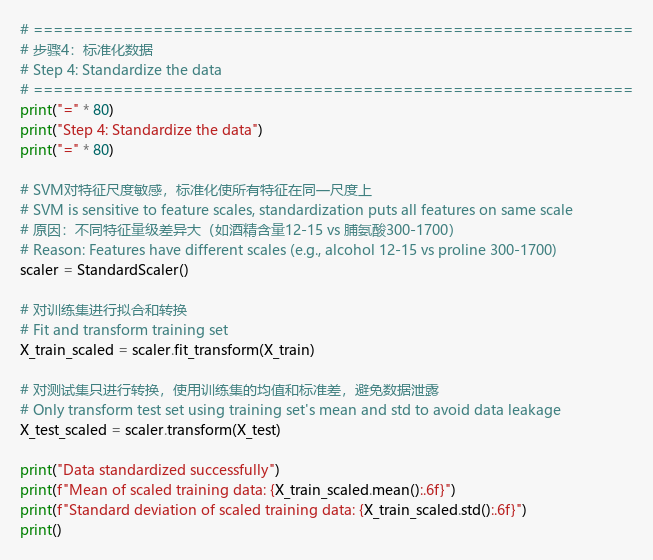 # ==========================================================
# 步骤4：标准化数据
# Step 4: Standardize the data
# ==========================================================
print("=" * 80)
print("Step 4: Standardize the data")
print("=" * 80)
# SVM对特征尺度敏感，标准化使所有特征在同一尺度上
# SVM is sensitive to feature scales, standardization puts all features on same scale
# 原因：不同特征量级差异大（如酒精含量12-15 vs 脯氨酸300-1700）
# Reason: Features have different scales (e.g., alcohol 12-15 vs proline 300-1700)
scaler = StandardScaler()
# 对训练集进行拟合和转换
# Fit and transform training set
X_train_scaled = scaler.fit_transform(X_train)
# 对测试集只进行转换，使用训练集的均值和标准差，避免数据泄露
# Only transform test set using training set's mean and std to avoid data leakage
X_test_scaled = scaler.transform(X_test)
print("Data standardized successfully")
print(f"Mean of scaled training data: {X_train_scaled.mean():.6f}")
print(f"Standard deviation of scaled training data: {X_train_scaled.std():.6f}")
print()